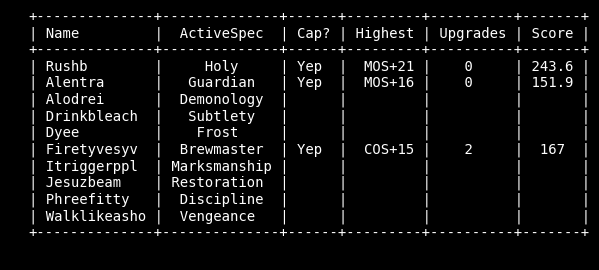 +--------------+--------------+------+---------+----------+-------+
| Name         |  ActiveSpec  | Cap? | Highest | Upgrades | Score |
+--------------+--------------+------+---------+----------+-------+
| Rushb        |     Holy     | Yep  |  MOS+21 |    0     | 243.6 |
| Alentra      |   Guardian   | Yep  |  MOS+16 |    0     | 151.9 |
| Alodrei      |  Demonology  |      |         |          |       |
| Drinkbleach  |   Subtlety   |      |         |          |       |
| Dyee         |    Frost     |      |         |          |       |
| Firetyvesyv  |  Brewmaster  | Yep  |  COS+15 |    2     |  167  |
| Itriggerppl  | Marksmanship |      |         |          |       |
| Jesuzbeam    | Restoration  |      |         |          |       |
| Phreefitty   |  Discipline  |      |         |          |       |
| Walklikeasho |  Vengeance   |      |         |          |       |
+--------------+--------------+------+---------+----------+-------+